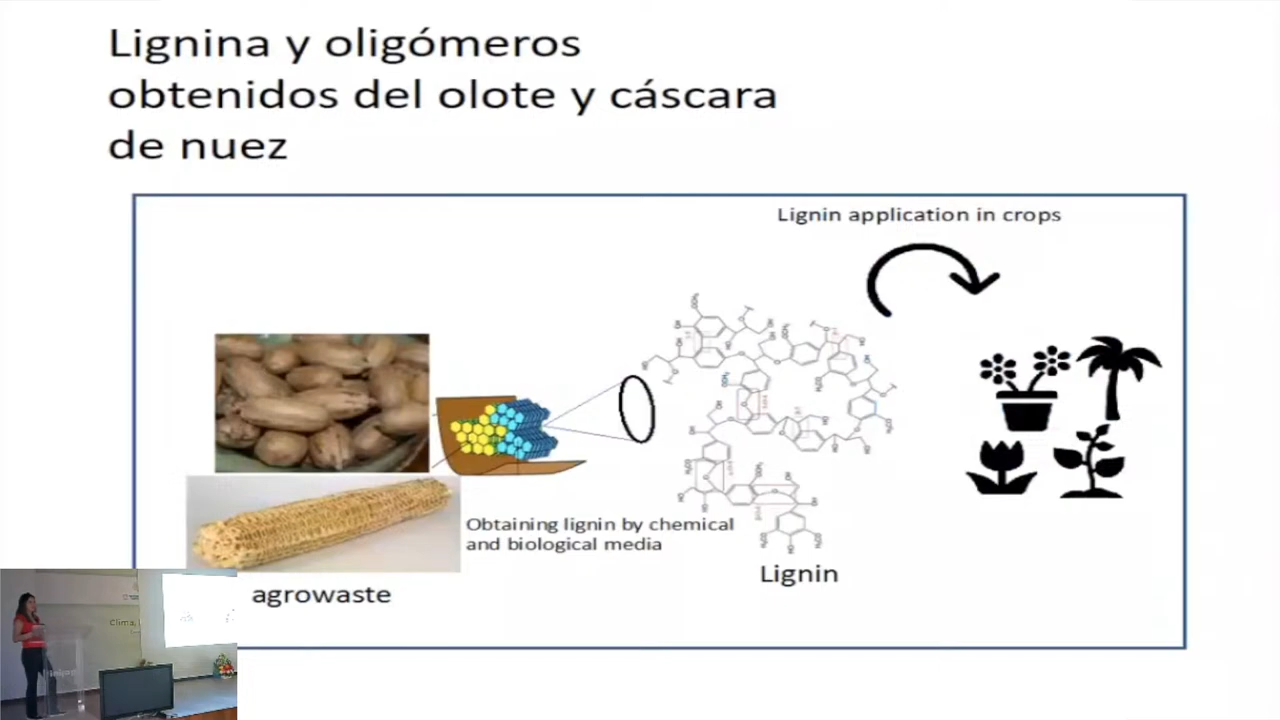 Lignina y oligómeros
obtenidos del olote y cáscara
de nuez
Lignin application in crops
Obtaining lignin by chemical
and biological media
Lignin
agrowaste
Clima,